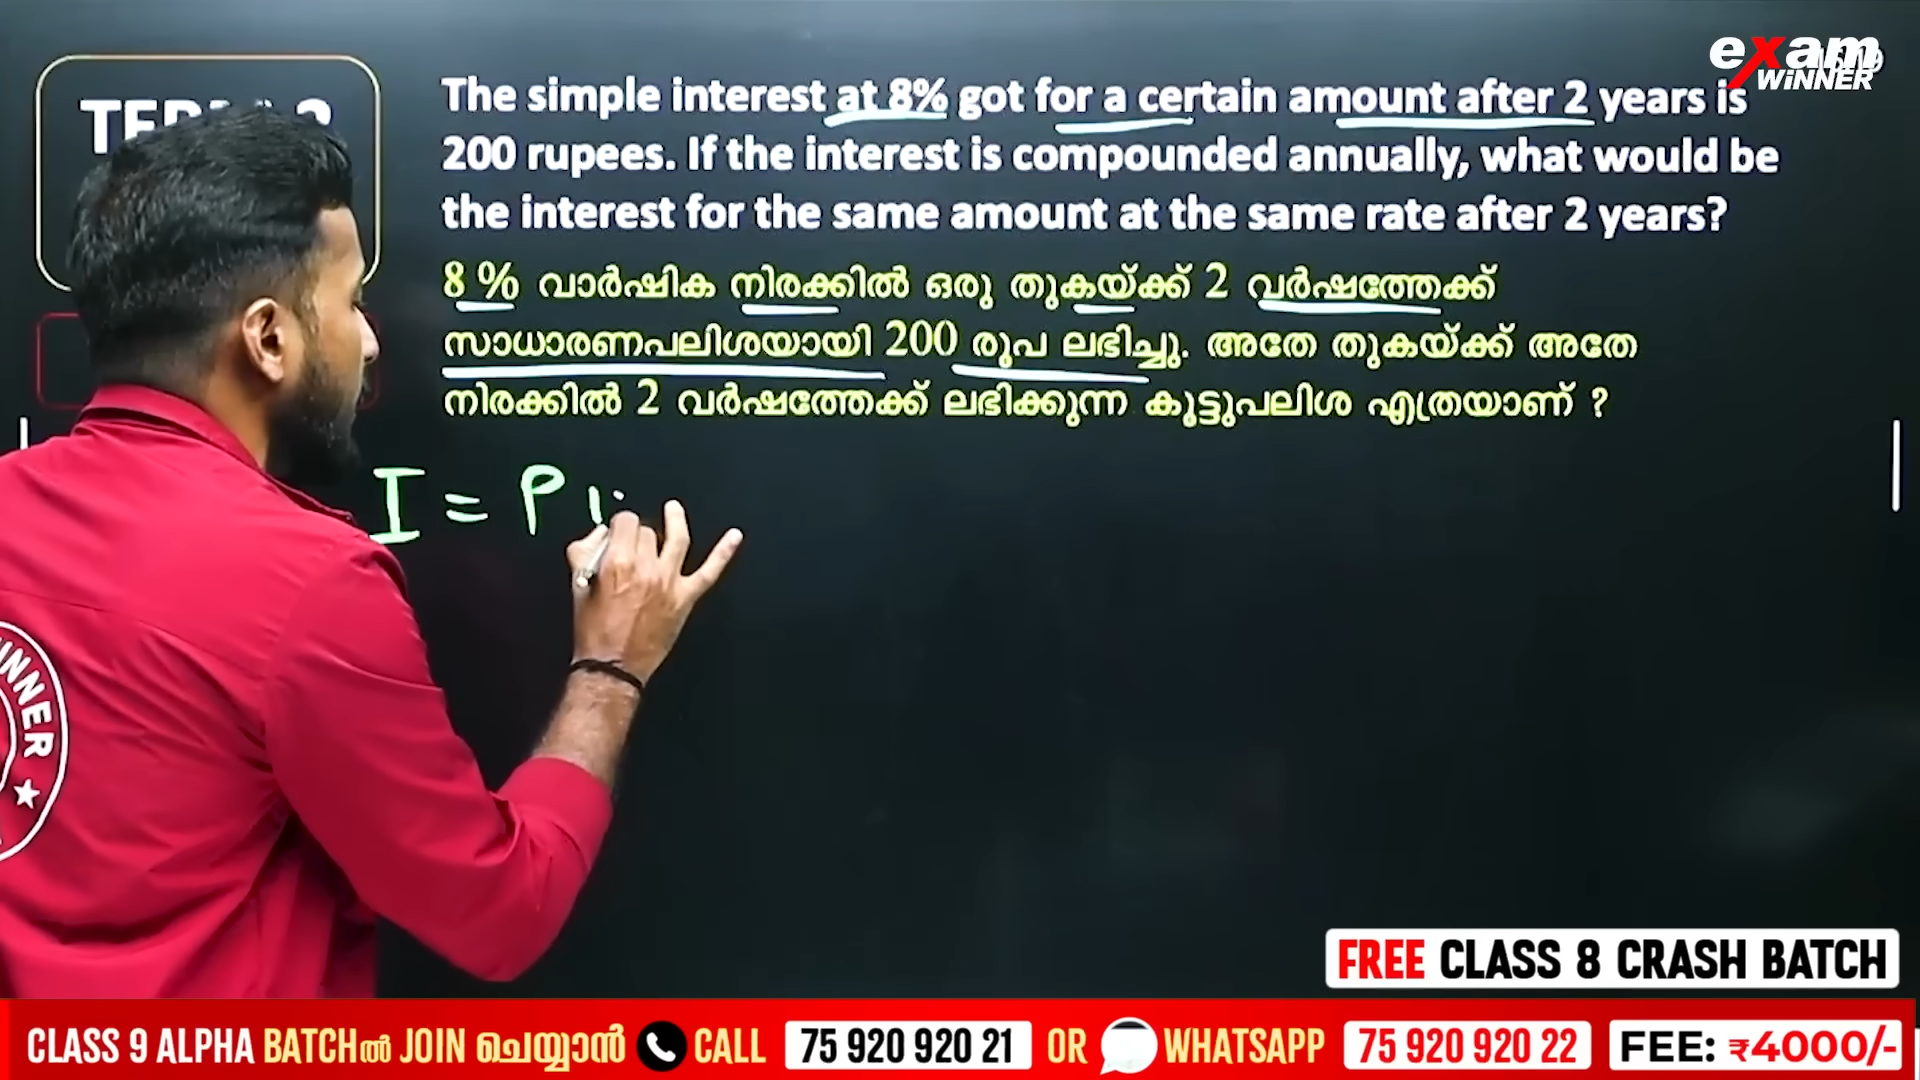 exam
WiNNER
The simple interest at 8% got for a certain amount after 2 years is
200 rupees. If the interest is compounded annually, what would be
the interest for the same amount at the same rate after 2 years?
8 % വാർഷിക നിരക്കിൽ ഒരു തുകയ്ക്ക് 2 വർഷത്തേക്ക്
സാധാരണപലിശയായി 200 രൂപ ലഭിച്ചു. അതേ തുകയ്ക്ക് അതേ
നിരക്കിൽ 2 വർഷത്തേക്ക് ലഭിക്കുന്ന കൂട്ടുപലിശ എത്രയാണ് ?
I = P
INNER
FREE CLASS 8 CRASH BATCH
CLASS 9 ALPHA BATCHൽ JOIN ചെയ്യാൻ CALL 75 920 920 21 OR WHATSAPP 75 920 920 22 FEE: ₹4000/-